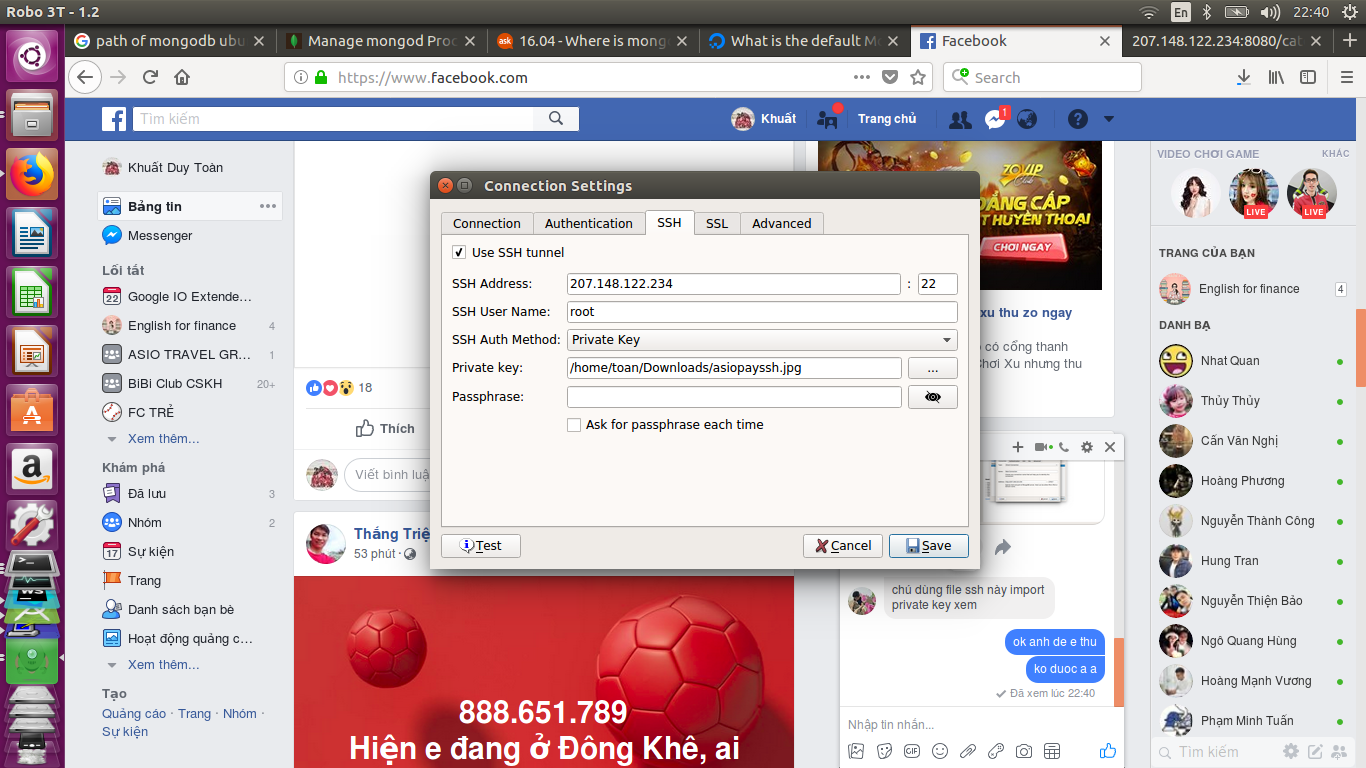 Robo 3T - 1.2
En
22:40
path of mongodb ubu
Manage mongod Proc
16.04 - Where is mong
What is the default M
Facebook
207.148.122.234:8080/cat
https://www.facebook.com
Search
Tìm kiếm
Khuất
Trang chủ
1
Khuất Duy Toàn
Bảng tin
Messenger
Lối tắt
Google IO Extende...
English for finance 4
ASIO TRAVEL GR... 1
BiBi Club CSKH 20+
FC TRẺ
Xem thêm...
Khám phá
Đã lưu 3
Nhóm 2
Sự kiện
Trang
Danh sách bạn bè
Hoạt động quảng c...
Xem thêm...
Tạo
Quảng cáo · Trang · Nhóm ·
Sự kiện
18
Thích
Viết bình luậ
Thắng Triệ
53 phút ·
888.651.789
Hiện e đang ở Đông Khê, ai
Connection Settings
Connection
Authentication
SSH
SSL
Advanced
Use SSH tunnel
SSH Address: 207.148.122.234 : 22
SSH User Name: root
SSH Auth Method: Private Key
Private key: /home/toan/Downloads/asiopayssh.jpg ...
Passphrase:
Ask for passphrase each time
Test
Cancel
Save
ZOVIP
Club
ĐẲNG CẤP
T HUYỀN THOẠI
CHƠI NGAY
xu thu zo ngay
có cổng thanh
Chơi Xu nhưng thu
chú dùng file ssh này import
private key xem
ok anh de e thu
ko duoc a a
Đã xem lúc 22:40
Nhập tin nhắn...
GIF
VIDEO CHƠI GAME
KHÁC
LIVE
LIVE
TRANG CỦA BẠN
English for finance 4
DANH BẠ
Nhat Quan
Thủy Thủy
Cấn Văn Nghị
Hoàng Phương
Nguyễn Thành Công
Hung Tran
Nguyễn Thiện Bảo
Ngô Quang Hùng
Hoàng Mạnh Vương
Phạm Minh Tuấn
Tìm kiếm